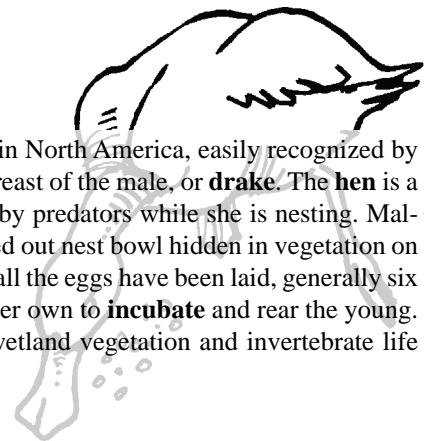 in North America, easily recognized by
reast of the male, or drake. The hen is a
by predators while she is nesting. Mal-
ed out nest bowl hidden in vegetation on
all the eggs have been laid, generally six
er own to incubate and rear the young.
vetland vegetation and invertebrate life